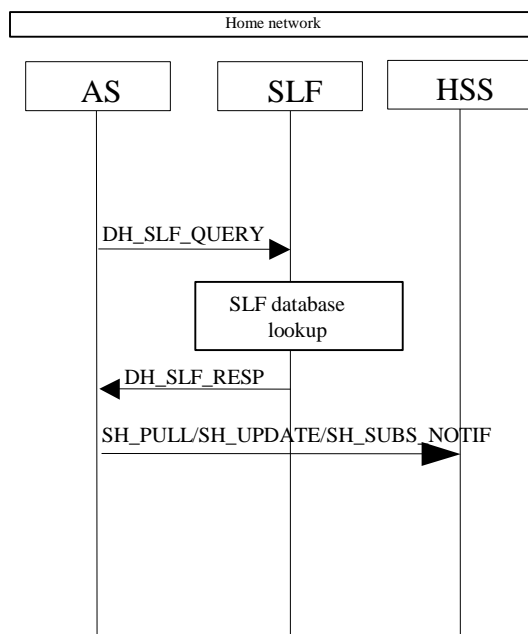 Home network
AS SLF HSS
DH_SLF_QUERY
SLF database
lookup
DH_SLF_RESP
SH_PULL/SH_UPDATE/SH_SUBS_NOTIF